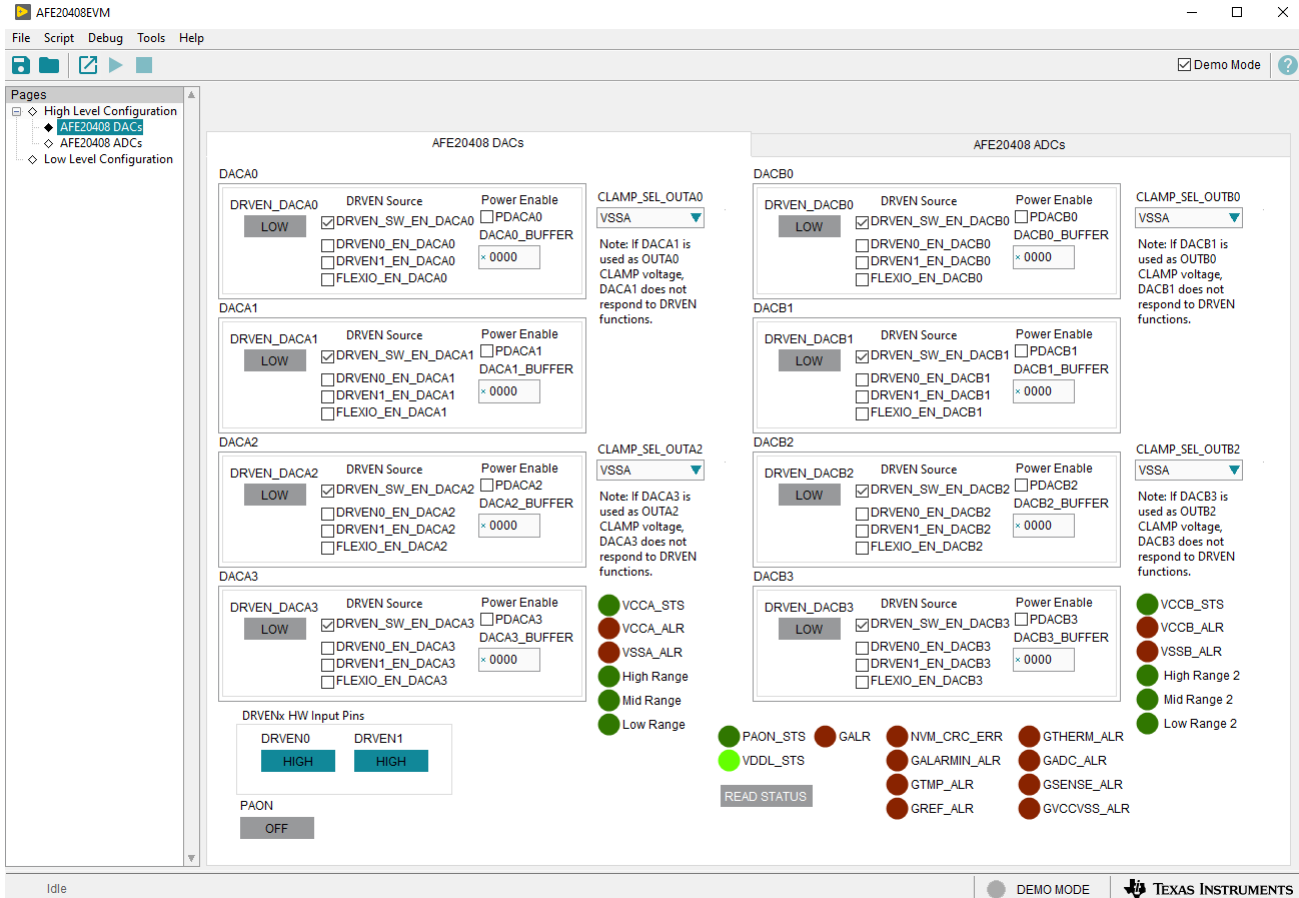 AFE20408EVM
File Script Debug Tools Help
Demo Mode
Pages
High Level Configuration
AFE20408 DACs
AFE20408 ADCs
Low Level Configuration
AFE20408 DACs
AFE20408 ADCs
DACA0
DRVEN_DACA0
LOW
DRVEN Source
DRVEN_SW_EN_DACA0
DRVEN0_EN_DACA0
DRVEN1_EN_DACA0
FLEXIO_EN_DACA0
Power Enable
PDACA0
DACA0_BUFFER
× 0000
CLAMP_SEL_OUTA0
VSSA
Note: If DACA1 is
used as OUTA0
CLAMP voltage,
DACA1 does not
respond to DRVEN
functions.
DACA1
DRVEN_DACA1
LOW
DRVEN Source
DRVEN_SW_EN_DACA1
DRVEN0_EN_DACA1
DRVEN1_EN_DACA1
FLEXIO_EN_DACA1
Power Enable
PDACA1
DACA1_BUFFER
× 0000
DACA2
DRVEN_DACA2
LOW
DRVEN Source
DRVEN_SW_EN_DACA2
DRVEN0_EN_DACA2
DRVEN1_EN_DACA2
FLEXIO_EN_DACA2
Power Enable
PDACA2
DACA2_BUFFER
× 0000
CLAMP_SEL_OUTA2
VSSA
Note: If DACA3 is
used as OUTA2
CLAMP voltage,
DACA3 does not
respond to DRVEN
functions.
DACA3
DRVEN_DACA3
LOW
DRVEN Source
DRVEN_SW_EN_DACA3
DRVEN0_EN_DACA3
DRVEN1_EN_DACA3
FLEXIO_EN_DACA3
Power Enable
PDACA3
DACA3_BUFFER
× 0000
VCCA_STS
VCCA_ALR
VSSA_ALR
High Range
Mid Range
Low Range
DACB0
DRVEN_DACB0
LOW
DRVEN Source
DRVEN_SW_EN_DACB0
DRVEN0_EN_DACB0
DRVEN1_EN_DACB0
FLEXIO_EN_DACB0
Power Enable
PDACB0
DACB0_BUFFER
× 0000
CLAMP_SEL_OUTB0
VSSA
Note: If DACB1 is
used as OUTB0
CLAMP voltage,
DACB1 does not
respond to DRVEN
functions.
DACB1
DRVEN_DACB1
LOW
DRVEN Source
DRVEN_SW_EN_DACB1
DRVEN0_EN_DACB1
DRVEN1_EN_DACB1
FLEXIO_EN_DACB1
Power Enable
PDACB1
DACB1_BUFFER
× 0000
DACB2
DRVEN_DACB2
LOW
DRVEN Source
DRVEN_SW_EN_DACB2
DRVEN0_EN_DACB2
DRVEN1_EN_DACB2
FLEXIO_EN_DACB2
Power Enable
PDACB2
DACB2_BUFFER
× 0000
CLAMP_SEL_OUTB2
VSSA
Note: If DACB3 is
used as OUTB2
CLAMP voltage,
DACB3 does not
respond to DRVEN
functions.
DACB3
DRVEN_DACB3
LOW
DRVEN Source
DRVEN_SW_EN_DACB3
DRVEN0_EN_DACB3
DRVEN1_EN_DACB3
FLEXIO_EN_DACB3
Power Enable
PDACB3
DACB3_BUFFER
× 0000
VCCB_STS
VCCB_ALR
VSSB_ALR
High Range 2
Mid Range 2
Low Range 2
DRVENx HW Input Pins
DRVEN0 DRVEN1
HIGH HIGH
PAON
OFF
PAON_STS GALR NVM_CRC_ERR GTHERM_ALR
VDDL_STS GALARMIN_ALR GADC_ALR
READ STATUS GTMP_ALR GSENSE_ALR
GREF_ALR GVCCVSS_ALR
Idle
DEMO MODE
TEXAS INSTRUMENTS